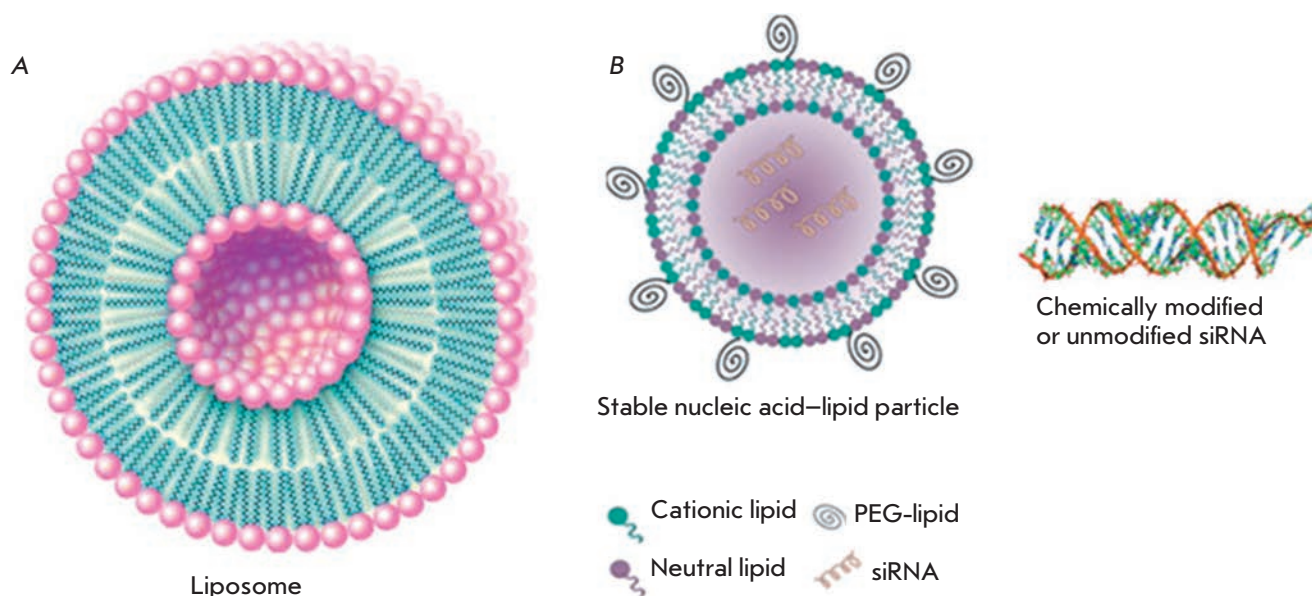 A
B
Chemically modified
or unmodified siRNA
Stable nucleic acid–lipid particle
Cationic lipid
PEG-lipid
Neutral lipid
siRNA
Liposome